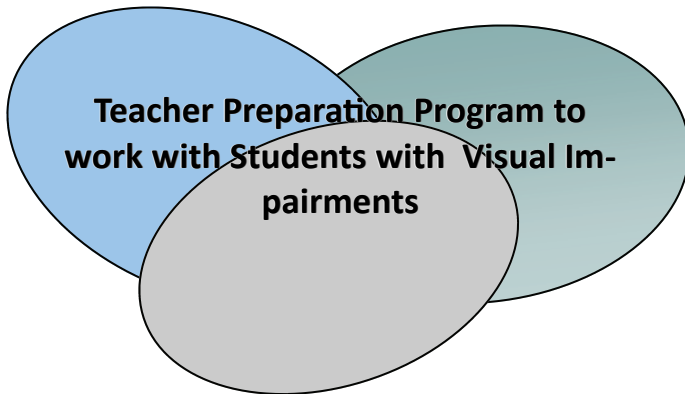 Teacher Preparation Program to
work with Students with  Visual Im-
pairments